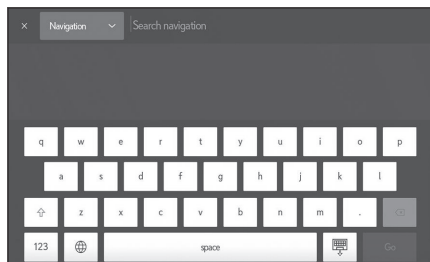 × Navigation Search navigation
q w e r t y u i o p
a s d f g h j k l
z x c v b n m .
123 space Go